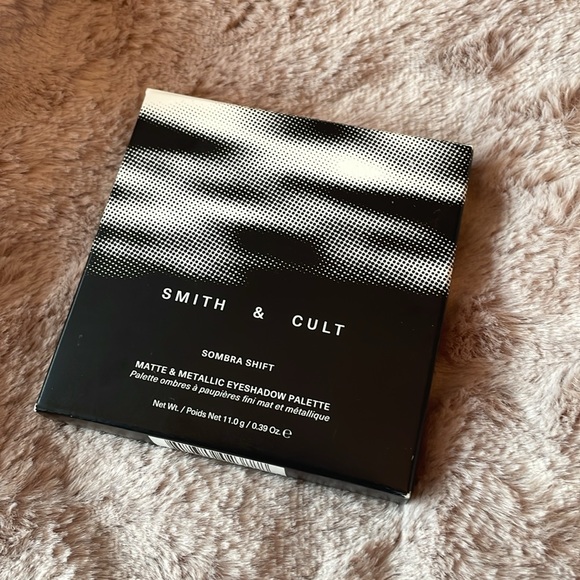 SMITH & CULT
SOMBRA SHIFT
MATTE & METALLIC EYESHADOW PALETTE
Palette ombres à paupières fini mat et métallique
Net Wt. / Poids Net 11.0 g / 0.39 Oz. ℮